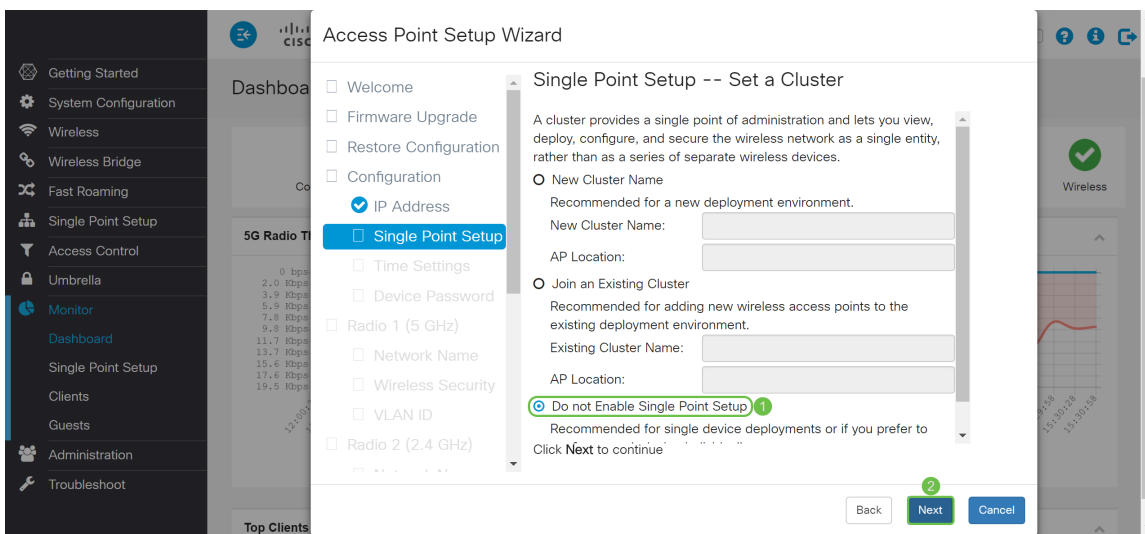 Getting Started
System Configuration
Wireless
Wireless Bridge
Fast Roaming
Single Point Setup
Access Control
Umbrella
Monitor
Dashboard
Single Point Setup
Clients
Guests
Administration
Troubleshoot
Dashboa
5G Radio T
0 bps
2.0 Kbps
3.9 Kbps
5.9 Kbps
7.8 Kbps
9.8 Kbps
11.7 Kbps
13.7 Kbps
15.6 Kbps
17.6 Kbps
19.5 Kbps
Top Clients
Access Point Setup Wizard
Welcome
Firmware Upgrade
Restore Configuration
Configuration
IP Address
Single Point Setup
Time Settings
Device Password
Radio 1 (5 GHz)
Network Name
Wireless Security
VLAN ID
Radio 2 (2.4 GHz)
Single Point Setup -- Set a Cluster
A cluster provides a single point of administration and lets you view,
deploy, configure, and secure the wireless network as a single entity,
rather than as a series of separate wireless devices.
New Cluster Name
Recommended for a new deployment environment.
New Cluster Name:
AP Location:
Join an Existing Cluster
Recommended for adding new wireless access points to the
existing deployment environment.
Existing Cluster Name:
AP Location:
Do not Enable Single Point Setup 1
Recommended for single device deployments or if you prefer to
Click Next to continue
2
Back Next Cancel
Wireless
15:30:28
15:30:58